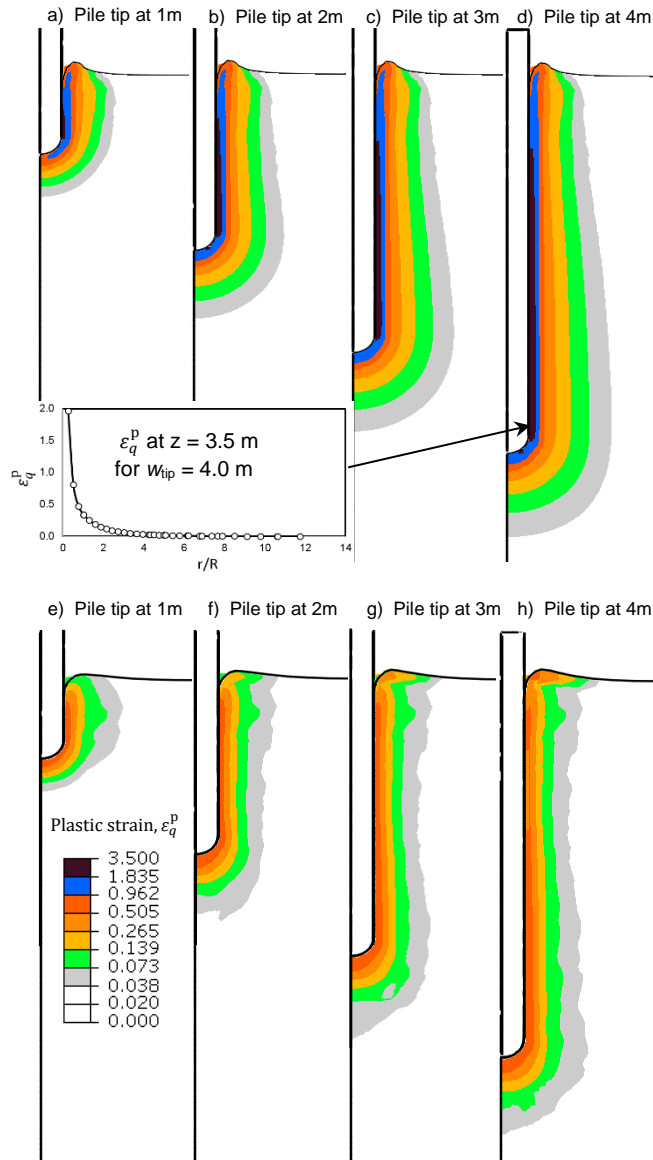 a) Pile tip at 1m b) Pile tip at 2m c) Pile tip at 3m d) Pile tip at 4m
2.0
1.5
1.0
0.5
0.0
ε_q^p
ε_q^p at z = 3.5 m
for w_tip = 4.0 m
0 2 4 6 8 10 12 14
r/R
e) Pile tip at 1m f) Pile tip at 2m g) Pile tip at 3m h) Pile tip at 4m
Plastic strain, ε_q^p
3.500
1.835
0.962
0.505
0.265
0.139
0.073
0.038
0.020
0.000